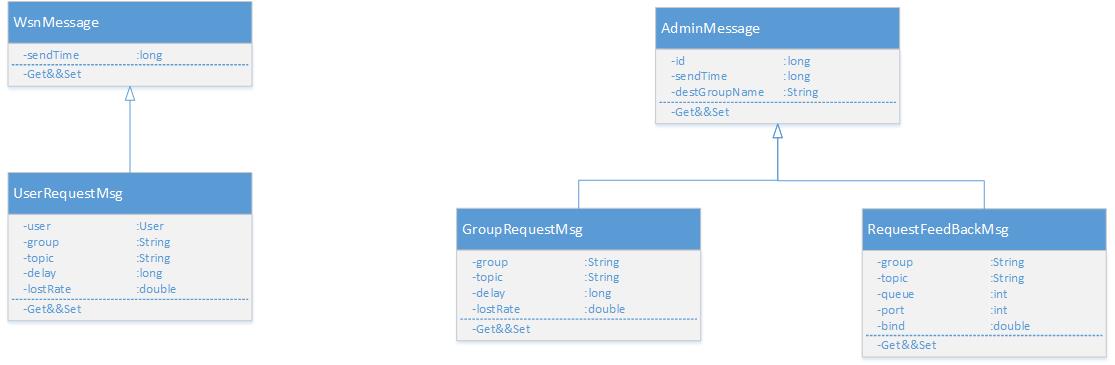 WsnMessage
-sendTime :long
-Get&&Set
UserRequestMsg
-user :User
-group :String
-topic :String
-delay :long
-lostRate :double
-Get&&Set
AdminMessage
-id :long
-sendTime :long
-destGroupName :String
-Get&&Set
GroupRequestMsg
-group :String
-topic :String
-delay :long
-lostRate :double
-Get&&Set
RequestFeedBackMsg
-group :String
-topic :String
-queue :int
-port :int
-bind :double
-Get&&Set